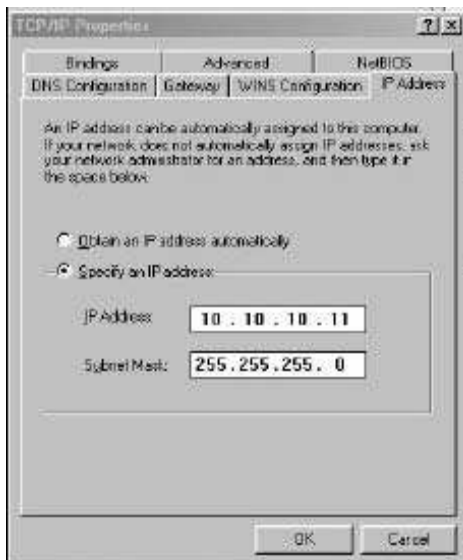 TCP/IP Properties ? X
Bindings Advanced NetBIOS
DNS Configuration Gateway WINS Configuration IP Address
An IP address can be automatically assigned to this computer.
If your network does not automatically assign IP addresses, ask
your network administrator for an address, and then type it in
the space below.
Obtain an IP address automatically
Specify an IP address:
IP Address:
10 . 10 . 10 . 11
Subnet Mask:
255.255.255. 0
OK Cancel